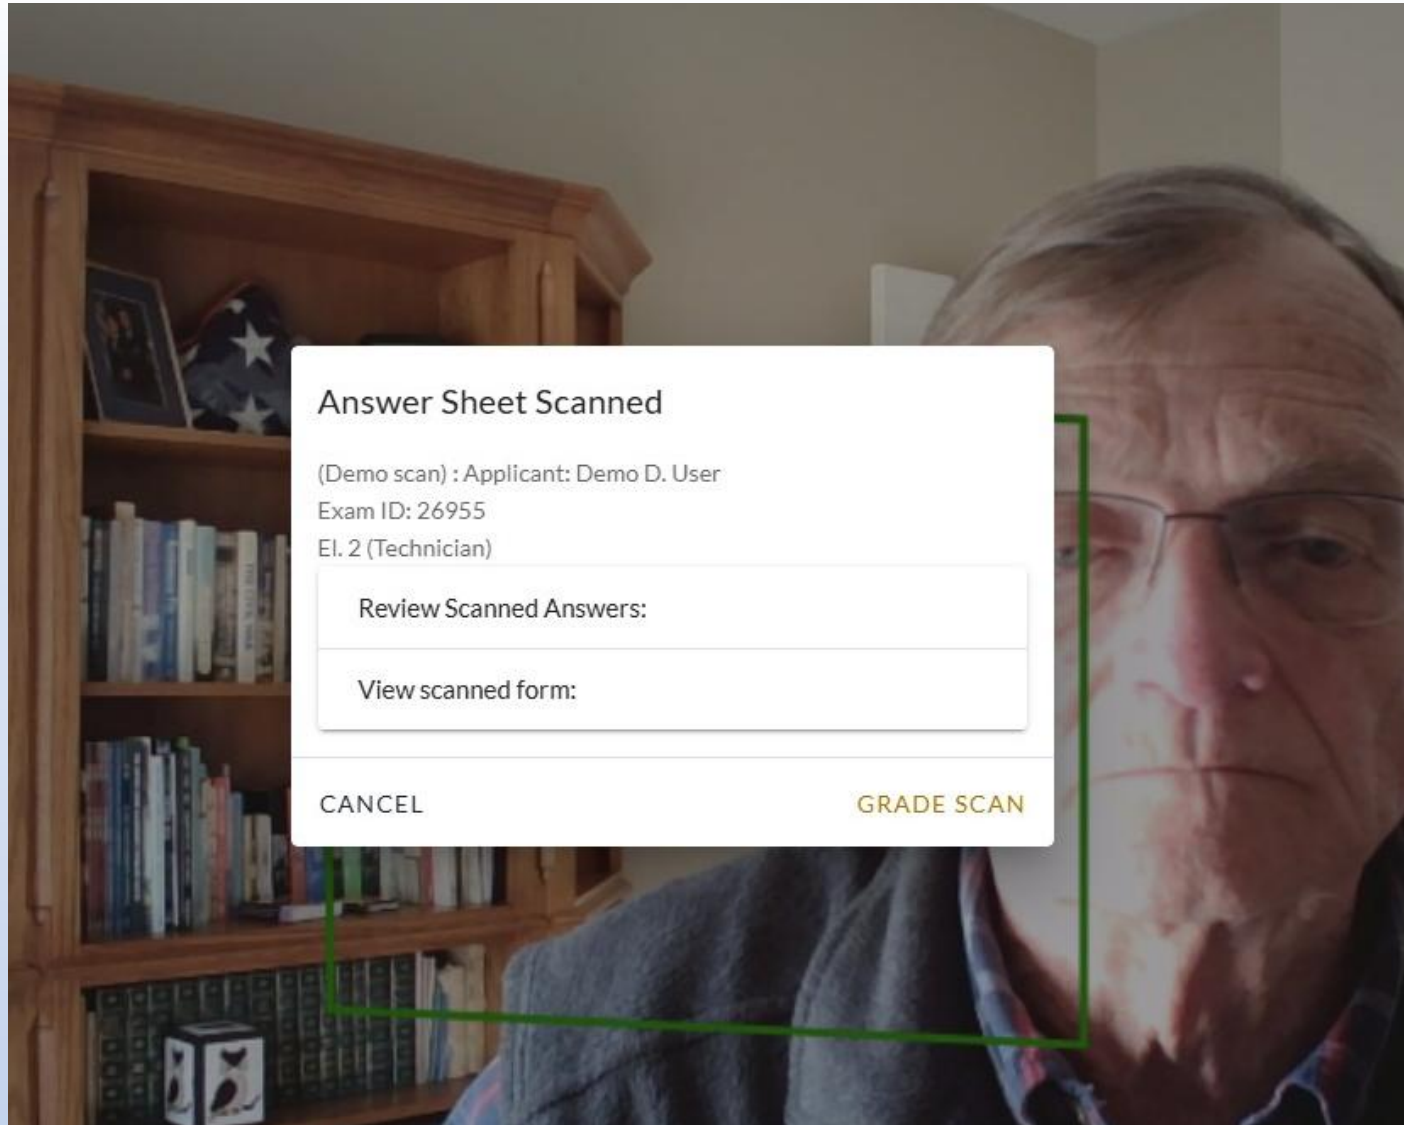 Answer Sheet Scanned
(Demo scan) : Applicant: Demo D. User
Exam ID: 26955
El. 2 (Technician)
Review Scanned Answers:
View scanned form:
CANCEL
GRADE SCAN